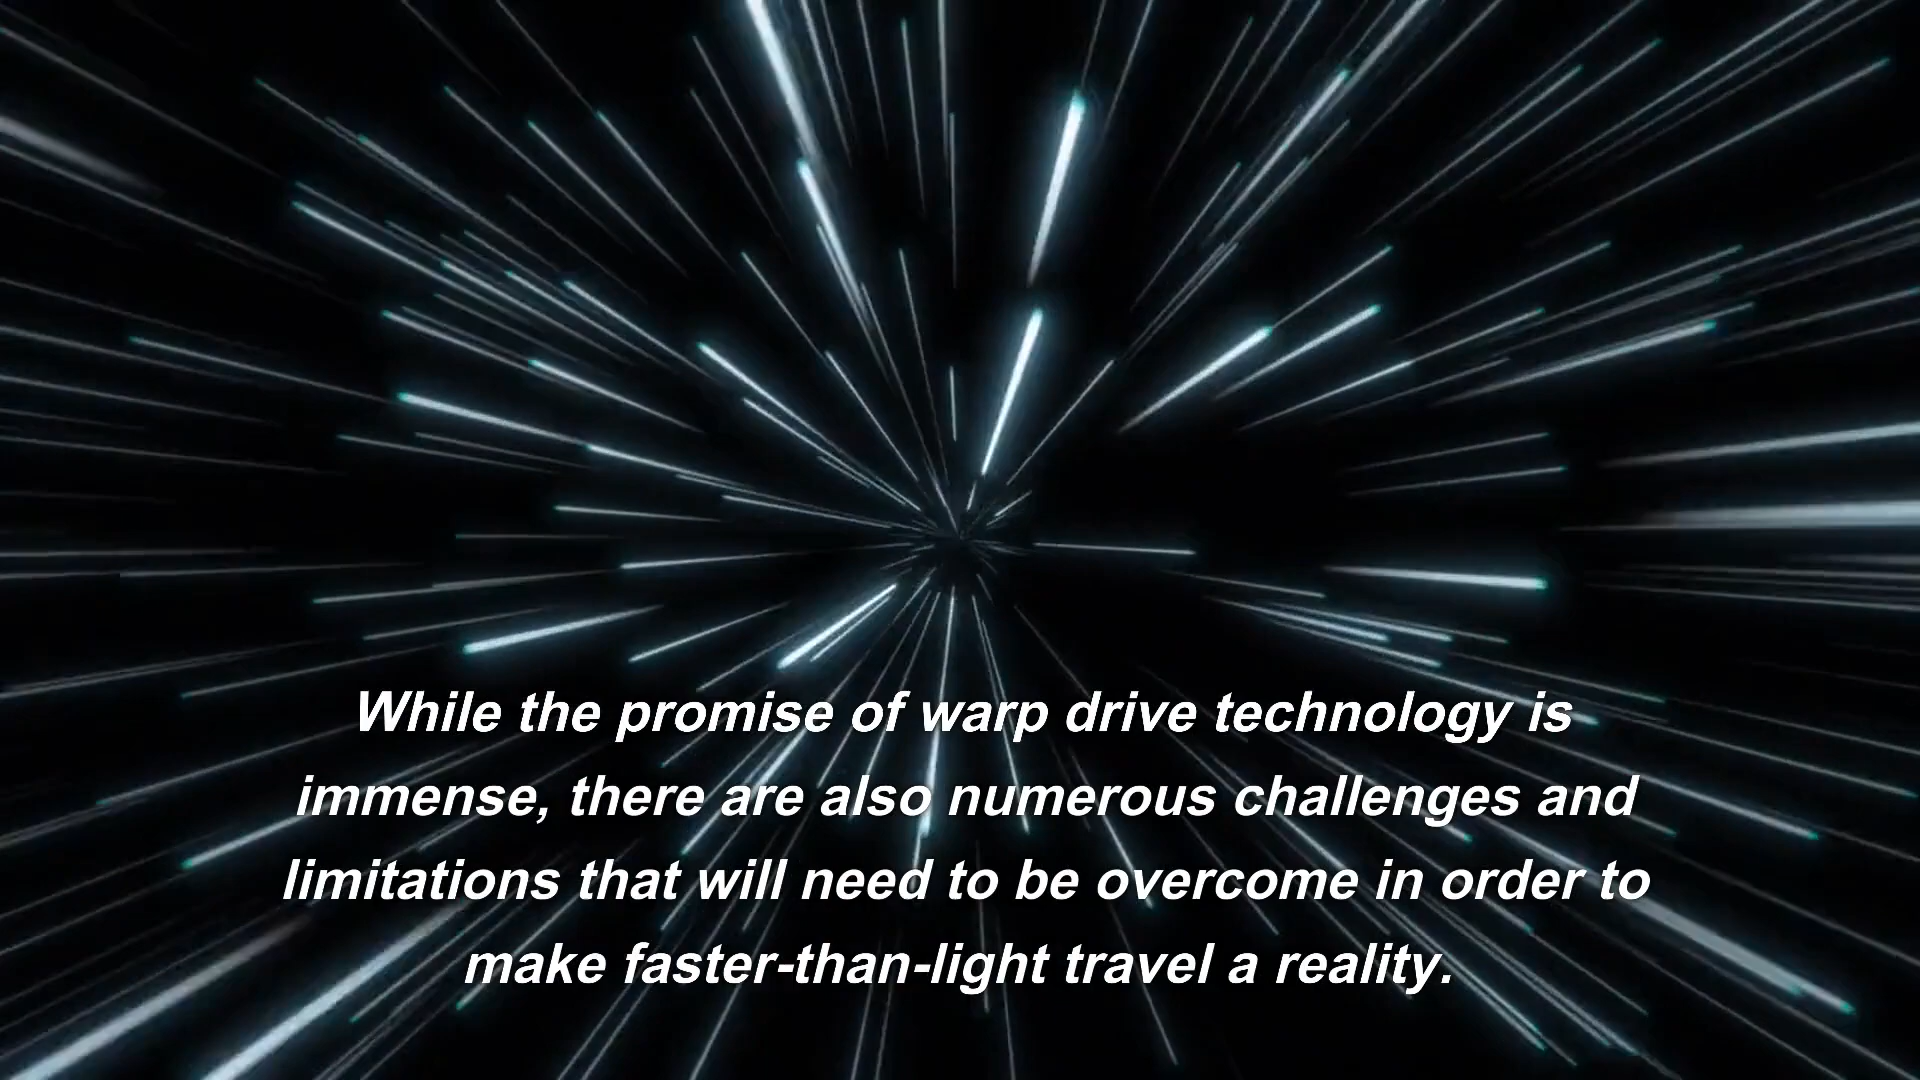 While the promise of warp drive technology is
immense, there are also numerous challenges and
limitations that will need to be overcome in order to
make faster-than-light travel a reality.